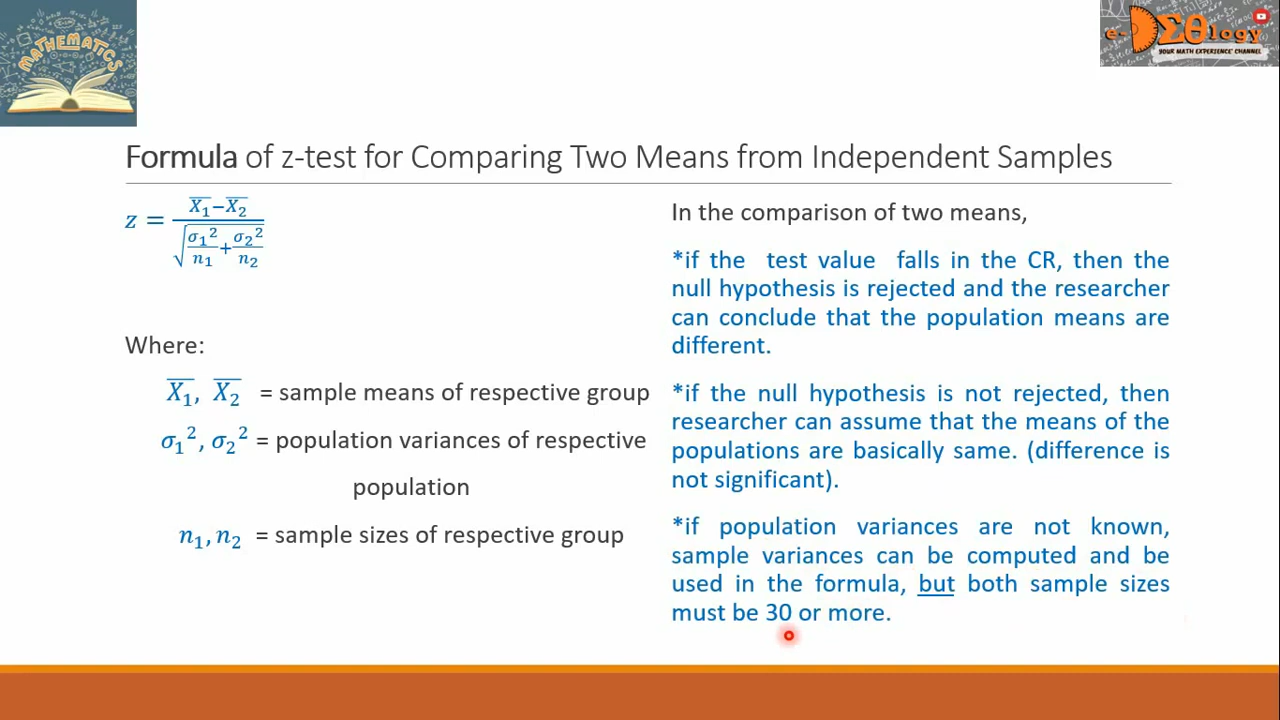 MATHEMATICS
e-DΣθlogy
YOUR MATH EXPERIENCE CHANNEL
Formula of z-test for Comparing Two Means from Independent Samples
z = (X̅₁−X̅₂) / √(σ₁²/n₁ + σ₂²/n₂)
Where:
X̅₁, X̅₂ = sample means of respective group
σ₁², σ₂² = population variances of respective
population
n₁, n₂ = sample sizes of respective group
In the comparison of two means,
*if the test value falls in the CR, then the
null hypothesis is rejected and the researcher
can conclude that the population means are
different.
*if the null hypothesis is not rejected, then
researcher can assume that the means of the
populations are basically same. (difference is
not significant).
*if population variances are not known,
sample variances can be computed and be
used in the formula, but both sample sizes
must be 30 or more.